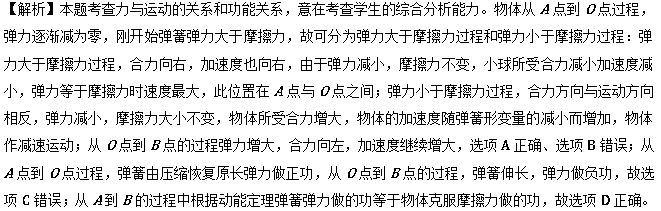 【解析】本题考查力与运动的关系和功能关系，意在考查学生的综合分析能力。物体从 A 点到 O 点过程，
弹力逐渐减为零，刚开始弹簧弹力大于摩擦力，故可分为弹力大于摩擦力过程和弹力小于摩擦力过程：弹
力大于摩擦力过程，合力向右，加速度也向右，由于弹力减小，摩擦力不变，小球所受合力减小加速度减
小，弹力等于摩擦力时速度最大，此位置在 A 点与 O 点之间；弹力小于摩擦力过程，合力方向与运动方向
相反，弹力减小，摩擦力大小不变，物体所受合力增大，物体的加速度随弹簧形变量的减小而增加，物体
作减速运动；从 O 点到 B 点的过程弹力增大，合力向左，加速度继续增大，选项 A 正确、选项 B 错误；从
A 点到 O 点过程，弹簧由压缩恢复原长弹力做正功，从 O 点到 B 点的过程，弹簧伸长，弹力做负功，故选
项 C 错误；从 A 到 B 的过程中根据动能定理弹簧弹力做的功等于物体克服摩擦力做的功，故选项 D 正确。